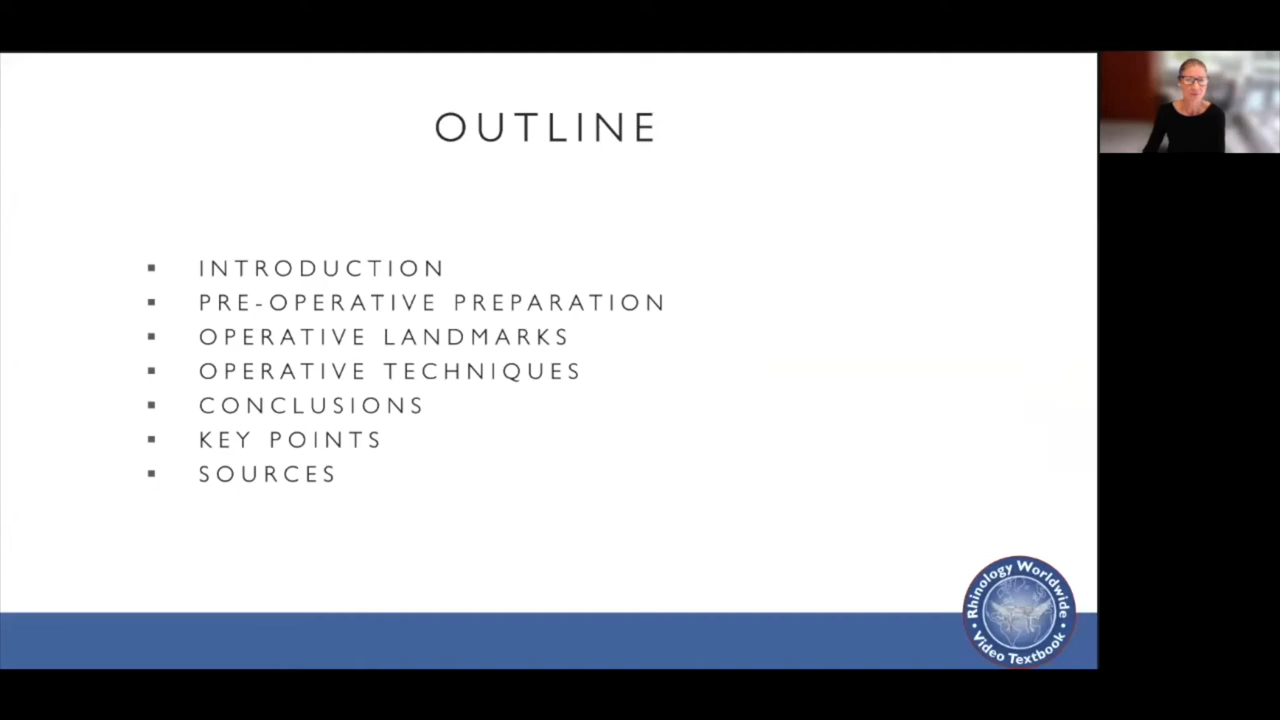 OUTLINE
INTRODUCTION
PRE-OPERATIVE PREPARATION
OPERATIVE LANDMARKS
OPERATIVE TECHNIQUES
CONCLUSIONS
KEY POINTS
SOURCES
Rhinology Worldwide
Video Textbook